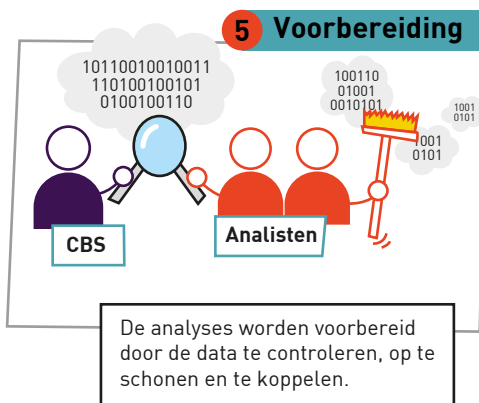 5 Voorbereiding
10110010010011
110100100101
0100100110
100110
01001
0010101
1001
0101
1001
0101
CBS
Analisten
De analyses worden voorbereid
door de data te controleren, op te
schonen en te koppelen.